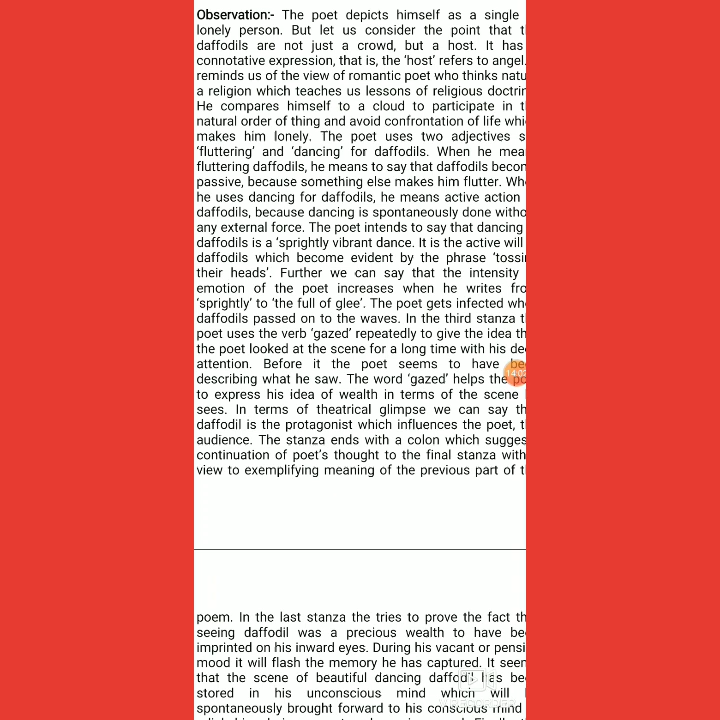 Observation:- The poet depicts himself as a single
lonely person. But let us consider the point that t
daffodils are not just a crowd, but a host. It has
connotative expression, that is, the 'host' refers to angel.
reminds us of the view of romantic poet who thinks natu
a religion which teaches us lessons of religious doctrin
He compares himself to a cloud to participate in t
natural order of thing and avoid confrontation of life whi
makes him lonely. The poet uses two adjectives s
'fluttering' and 'dancing' for daffodils. When he mea
fluttering daffodils, he means to say that daffodils becon
passive, because something else makes him flutter. Wh
he uses dancing for daffodils, he means active action
daffodils, because dancing is spontaneously done witho
any external force. The poet intends to say that dancing
daffodils is a 'sprightly vibrant dance. It is the active will
daffodils which become evident by the phrase 'tossi
their heads'. Further we can say that the intensity
emotion of the poet increases when he writes fro
'sprightly' to 'the full of glee'. The poet gets infected wh
daffodils passed on to the waves. In the third stanza t
poet uses the verb 'gazed' repeatedly to give the idea th
the poet looked at the scene for a long time with his de
attention. Before it the poet seems to have be
describing what he saw. The word 'gazed' helps the po
to express his idea of wealth in terms of the scene
sees. In terms of theatrical glimpse we can say th
daffodil is the protagonist which influences the poet, t
audience. The stanza ends with a colon which sugges
continuation of poet's thought to the final stanza with
view to exemplifying meaning of the previous part of t
poem. In the last stanza the tries to prove the fact th
seeing daffodil was a precious wealth to have be
imprinted on his inward eyes. During his vacant or pensi
mood it will flash the memory he has captured. It seen
that the scene of beautiful dancing daffodil has be
stored in his unconscious mind which will
spontaneously brought forward to his conscious mind